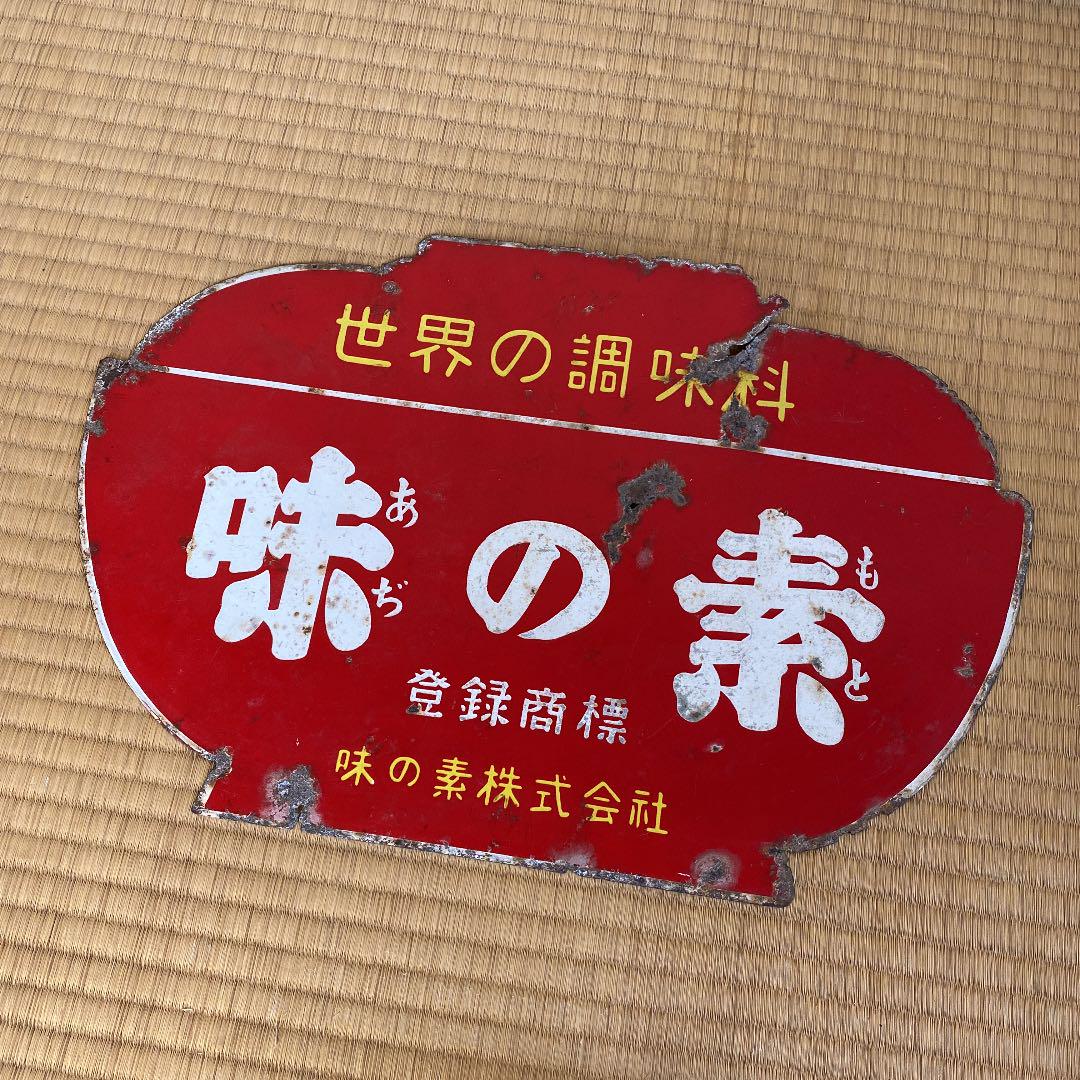 世界の調味料
味の素
あぢ
もと
登録商標
味の素株式会社